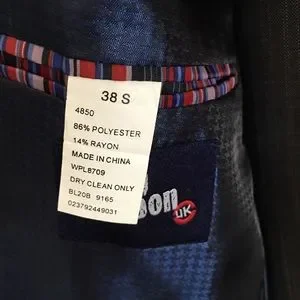 38 S
4850
86% POLYESTER
14% RAYON
MADE IN CHINA
WPL8709
DRY CLEAN ONLY
BL20B 9165
023792449031
UK